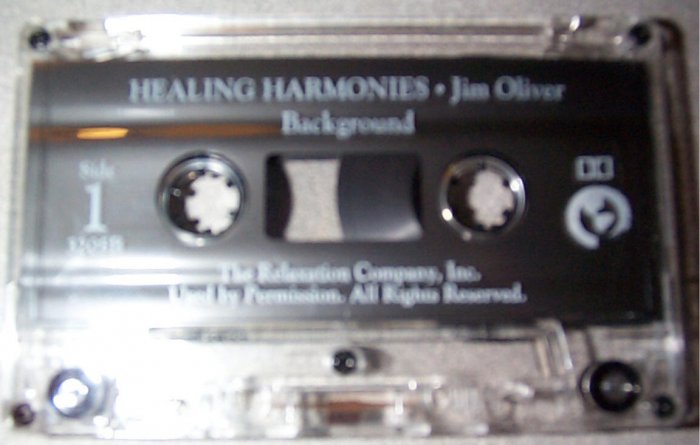 HEALING HARMONIES • Jim Oliver
Background
Side
1
The Relaxation Company, Inc.
Used by Permission. All Rights Reserved.